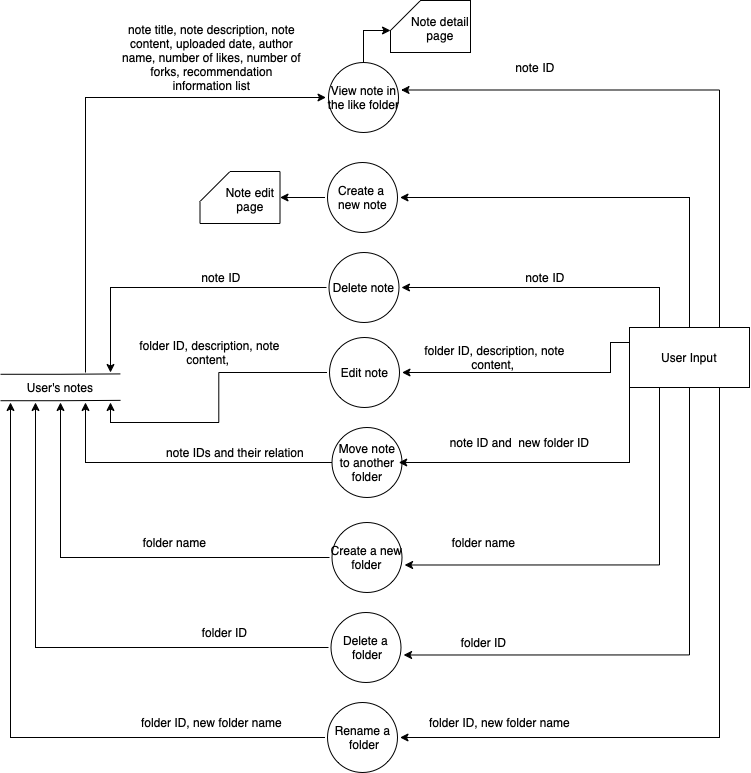 note title, note description, note
content, uploaded date, author
name, number of likes, number of
forks, recommendation
information list
Note detail
page
note ID
View note in
the like folder
Note edit
page
Create a
new note
note ID
Delete note
note ID
folder ID, description, note
content,
Edit note
folder ID, description, note
content,
User Input
User's notes
note IDs and their relation
Move note
to another
folder
note ID and  new folder ID
folder name
Create a new
folder
folder name
folder ID
Delete a
folder
folder ID
folder ID, new folder name
Rename a
folder
folder ID, new folder name